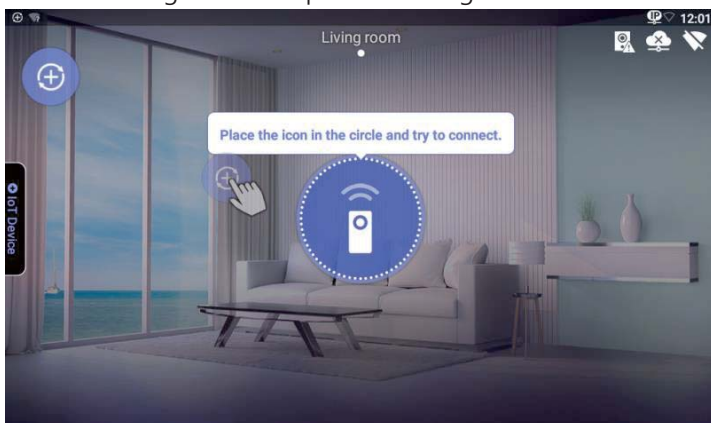 12:01
Living room
Place the icon in the circle and try to connect.
IoT Device